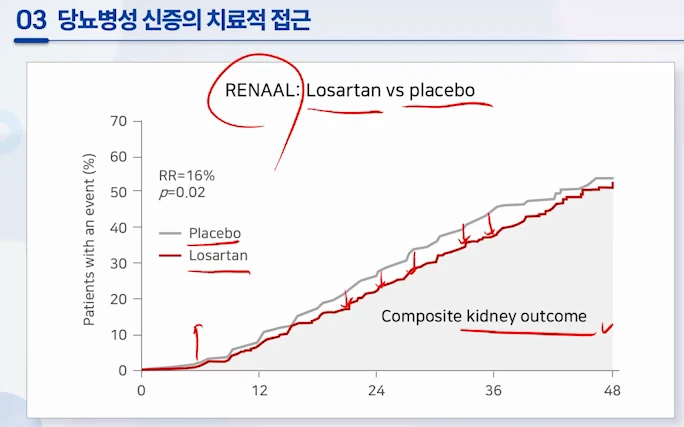 03 당뇨병성 신증의 치료적 접근
RENAAL: Losartan vs placebo
70
60
50
40
30
20
10
0
Patients with an event (%)
RR=16%
p=0.02
Placebo
Losartan
Composite kidney outcome
0 12 24 36 48